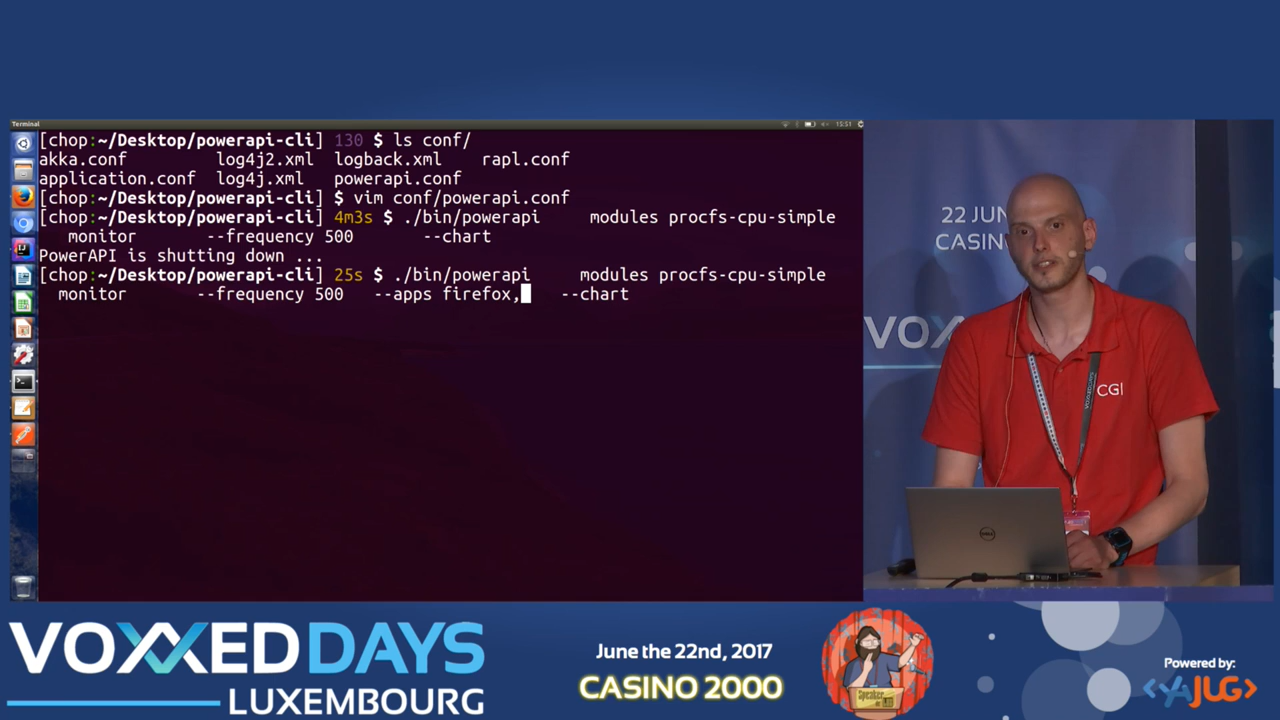 Terminal
15:51
[chop:~/Desktop/powerapi-cli] 130 $ ls conf/
akka.conf log4j2.xml logback.xml rapl.conf
application.conf log4j.xml powerapi.conf
[chop:~/Desktop/powerapi-cli] $ vim conf/powerapi.conf
[chop:~/Desktop/powerapi-cli] 4m3s $ ./bin/powerapi modules procfs-cpu-simple
monitor --frequency 500 --chart
PowerAPI is shutting down ...
[chop:~/Desktop/powerapi-cli] 25s $ ./bin/powerapi modules procfs-cpu-simple
monitor --frequency 500 --apps firefox, --chart
22 JUN
CASIN
VOX
CGI
DELL
VOXXED DAYS
LUXEMBOURG
June the 22nd, 2017
CASINO 2000
Speaker
Powered by:
<YAJUG>